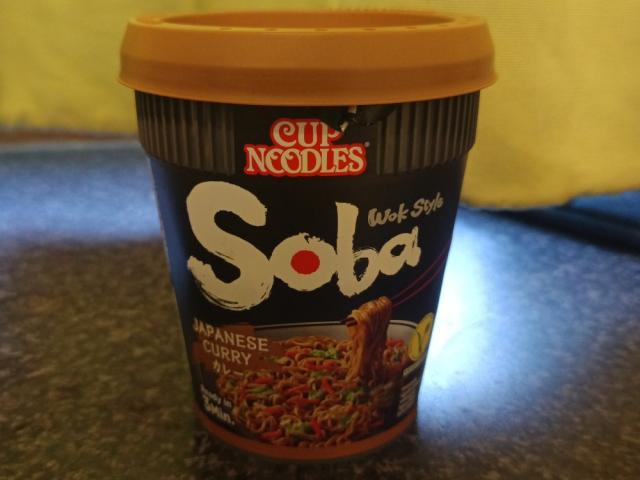 CUP
NOODLES®
Soba
Wok Style
JAPANESE
CURRY
カレー
Ready in
3min.